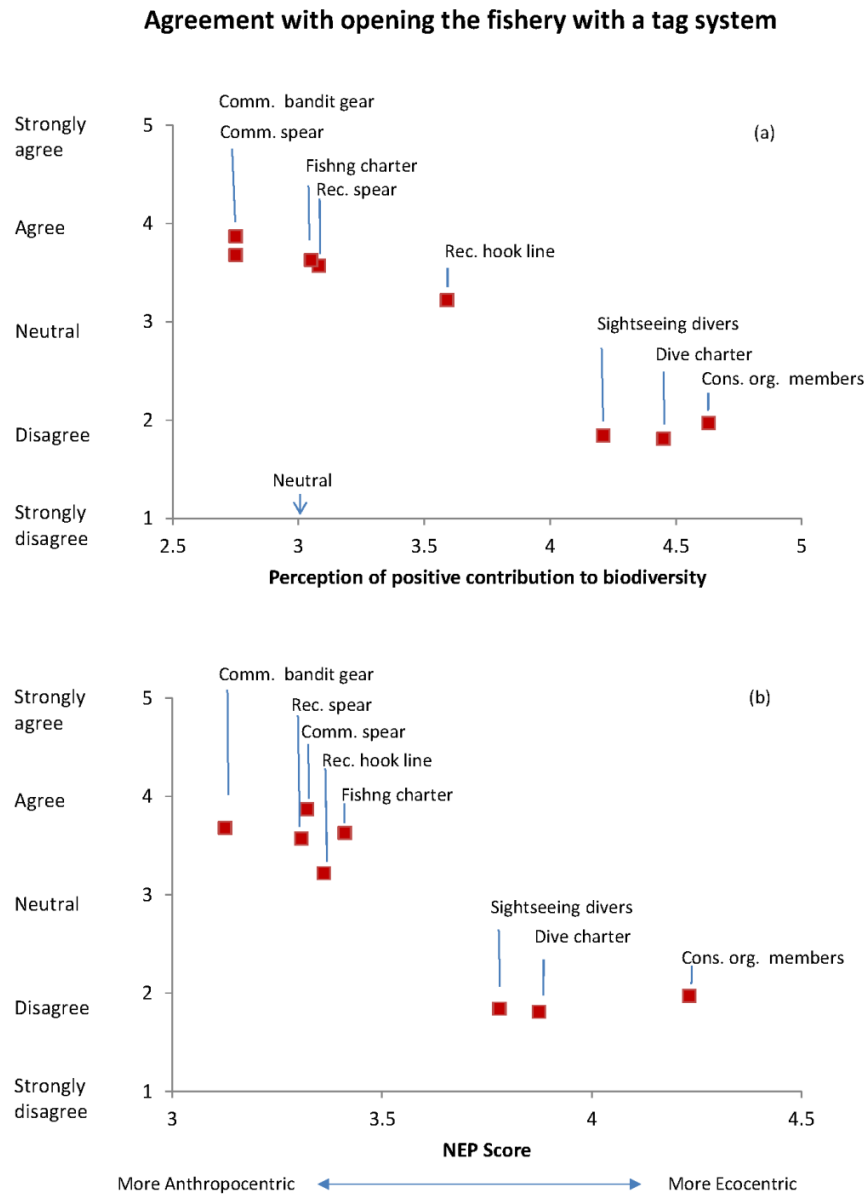 Agreement with opening the fishery with a tag system
Comm. bandit gear
Strongly
agree
5
(a)
Comm. spear
Fishng charter
Rec. spear
Agree
4
Rec. hook line
Neutral
3
Sightseeing divers
Dive charter
Cons. org. members
Disagree
2
Neutral
Strongly
disagree
1
2.5 3 3.5 4 4.5 5
Perception of positive contribution to biodiversity
Comm. bandit gear
Strongly
agree
5
(b)
Rec. spear
Comm. spear
Rec. hook line
Agree
4
Fishng charter
Neutral
3
Sightseeing divers
Dive charter
Cons. org. members
Disagree
2
Strongly
disagree
1
3 3.5 4 4.5
NEP Score
More Anthropocentric More Ecocentric